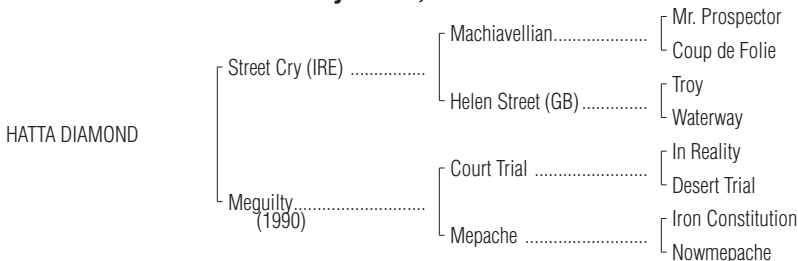 Mr. Prospector
Machiavellian....................
Coup de Folie
Street Cry (IRE) ................
Troy
Helen Street (GB)..............
Waterway
HATTA DIAMOND
In Reality
Court Trial ........................
Desert Trial
Meguilty............................
(1990)
Iron Constitution
Mepache ..........................
Nowmepache